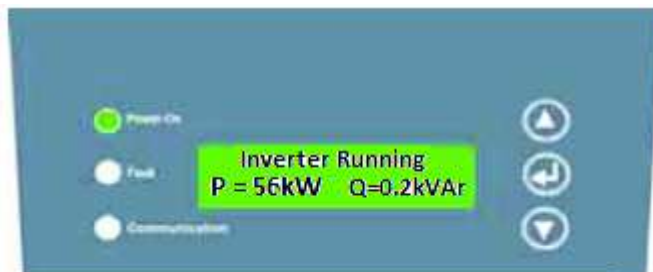 Power On
Fault
Inverter Running
P = 56kW Q=0.2kVAr
Communication